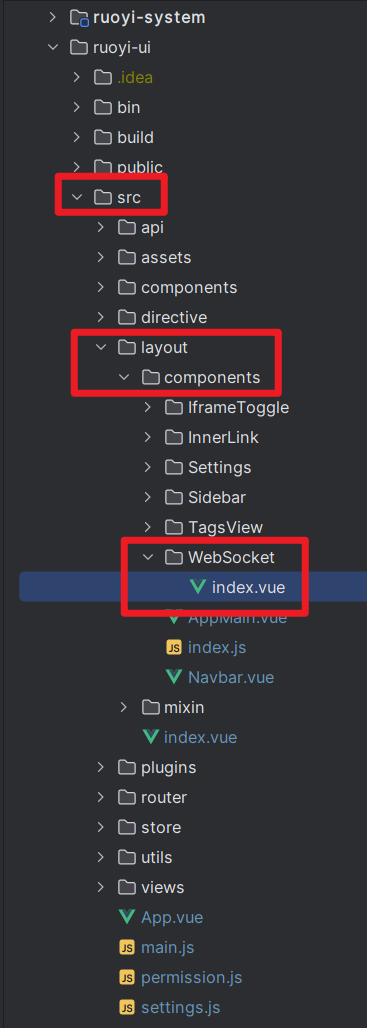 ruoyi-system
ruoyi-ui
.idea
bin
build
public
src
api
assets
components
directive
layout
components
IframeToggle
InnerLink
Settings
Sidebar
TagsView
WebSocket
index.vue
AppMain.vue
JS index.js
Navbar.vue
mixin
index.vue
plugins
router
store
utils
views
App.vue
JS main.js
JS permission.js
JS settings.js